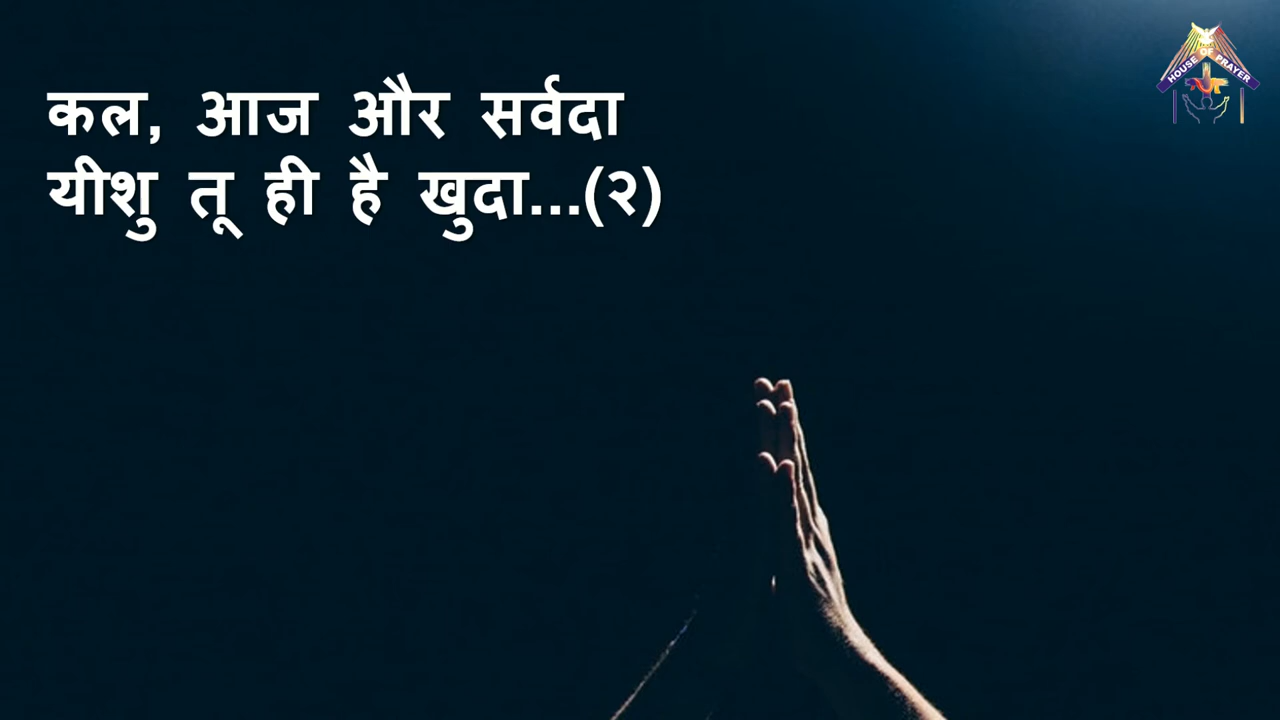 कल, आज और सर्वदा
यीशु तू ही है खुदा...(२)
HOUSE OF PRAYER